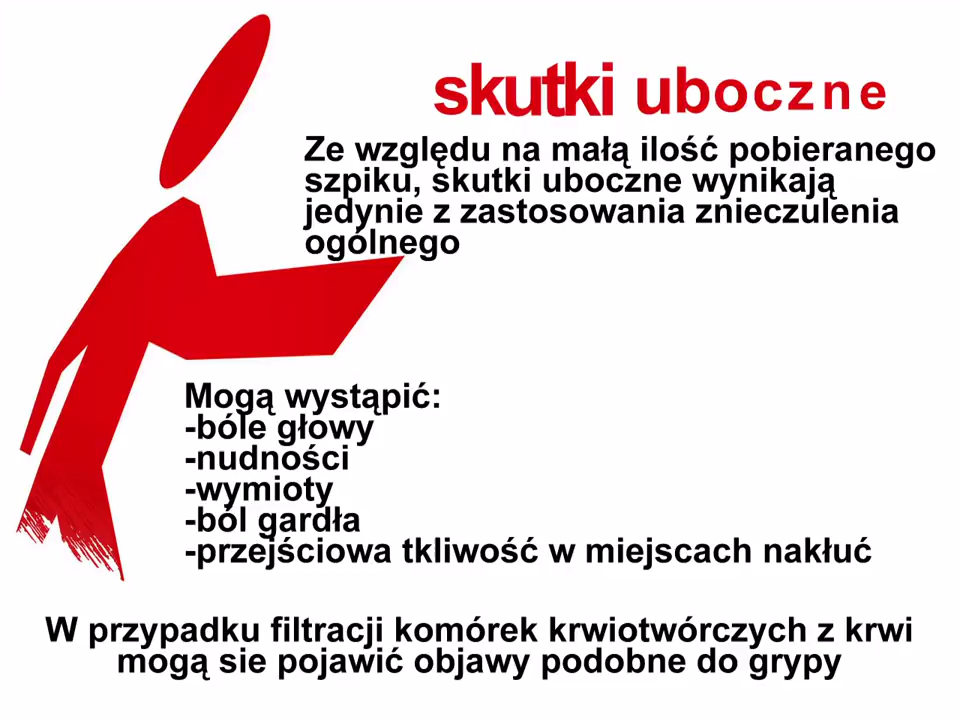 skutki uboczne
Ze względu na małą ilość pobieranego
szpiku, skutki uboczne wynikają
jedynie z zastosowania znieczulenia
ogólnego
Mogą wystąpić:
-bóle głowy
-nudności
-wymioty
-ból gardła
-przejściowa tkliwość w miejscach nakłuć
W przypadku filtracji komórek krwiotwórczych z krwi
mogą sie pojawić objawy podobne do grypy